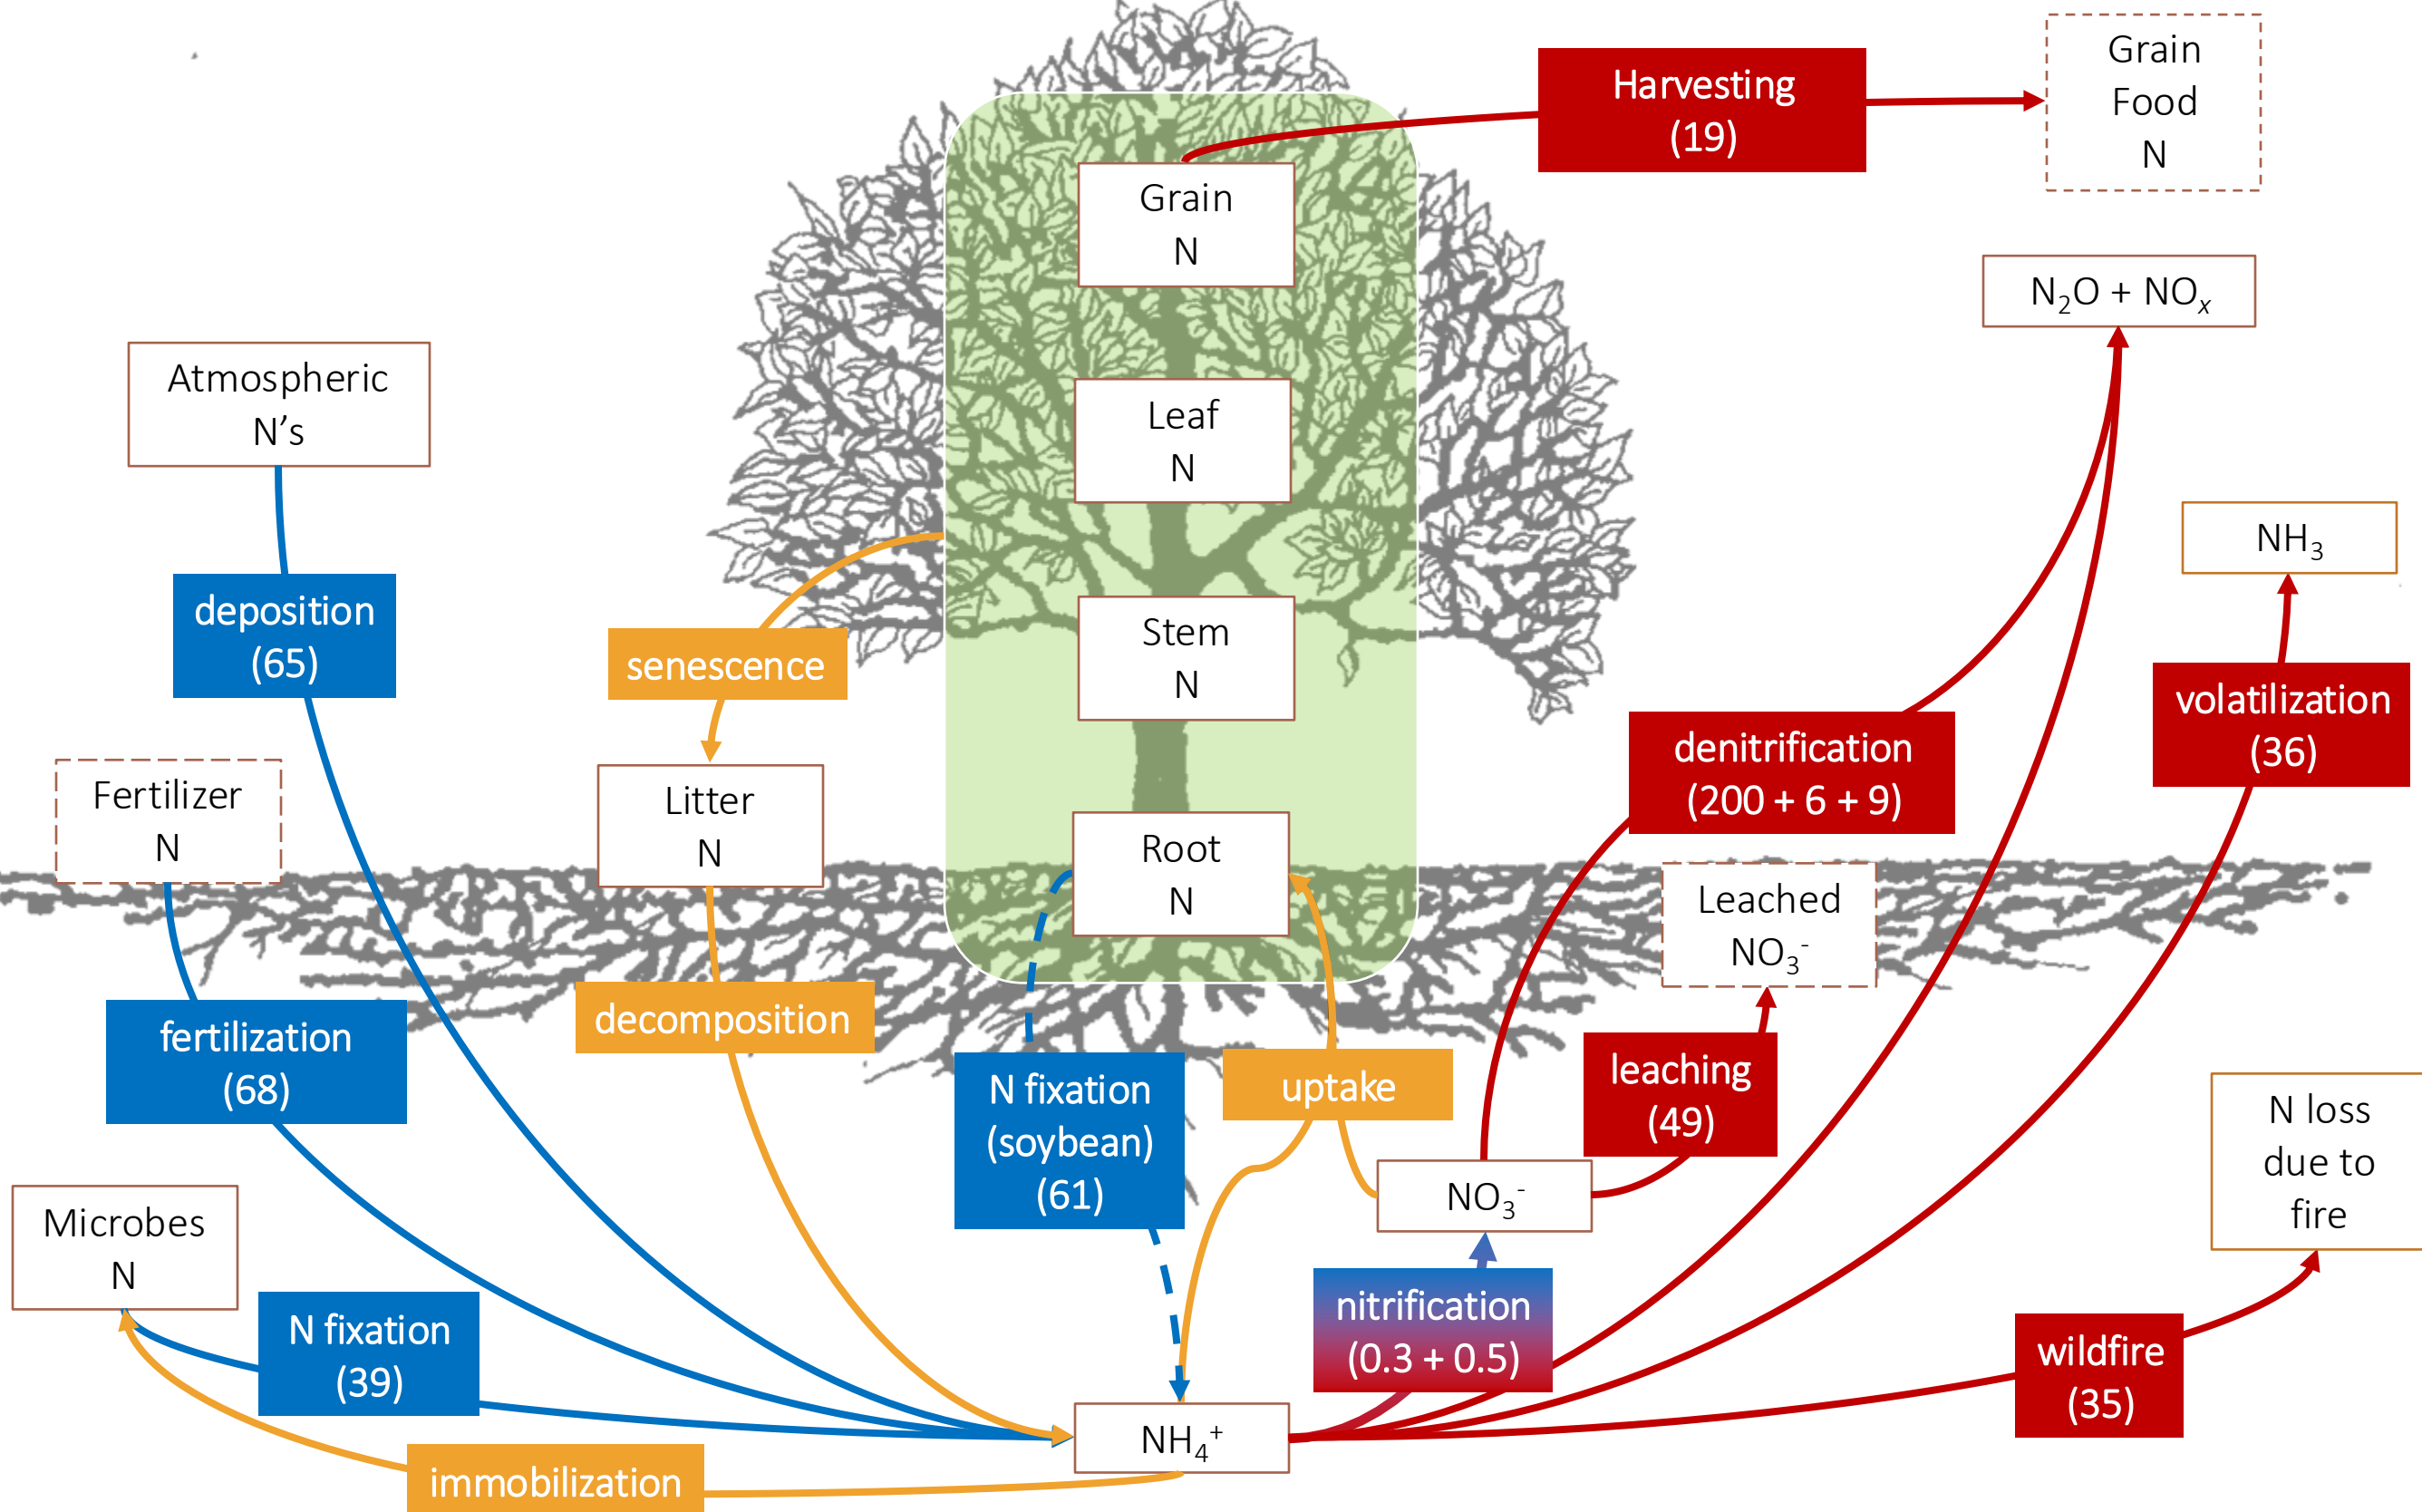 Harvesting
(19)
Grain
Food
N
Grain
N
N₂O + NOₓ
Atmospheric
N’s
Leaf
N
NH₃
deposition
(65)
senescence
Stem
N
volatilization
(36)
denitrification
(200 + 6 + 9)
Fertilizer
N
Litter
N
Root
N
Leached
NO₃⁻
fertilization
(68)
decomposition
N fixation
(soybean)
(61)
uptake
leaching
(49)
N loss
due to
fire
Microbes
N
NO₃⁻
N fixation
(39)
nitrification
(0.3 + 0.5)
wildfire
(35)
NH₄⁺
immobilization